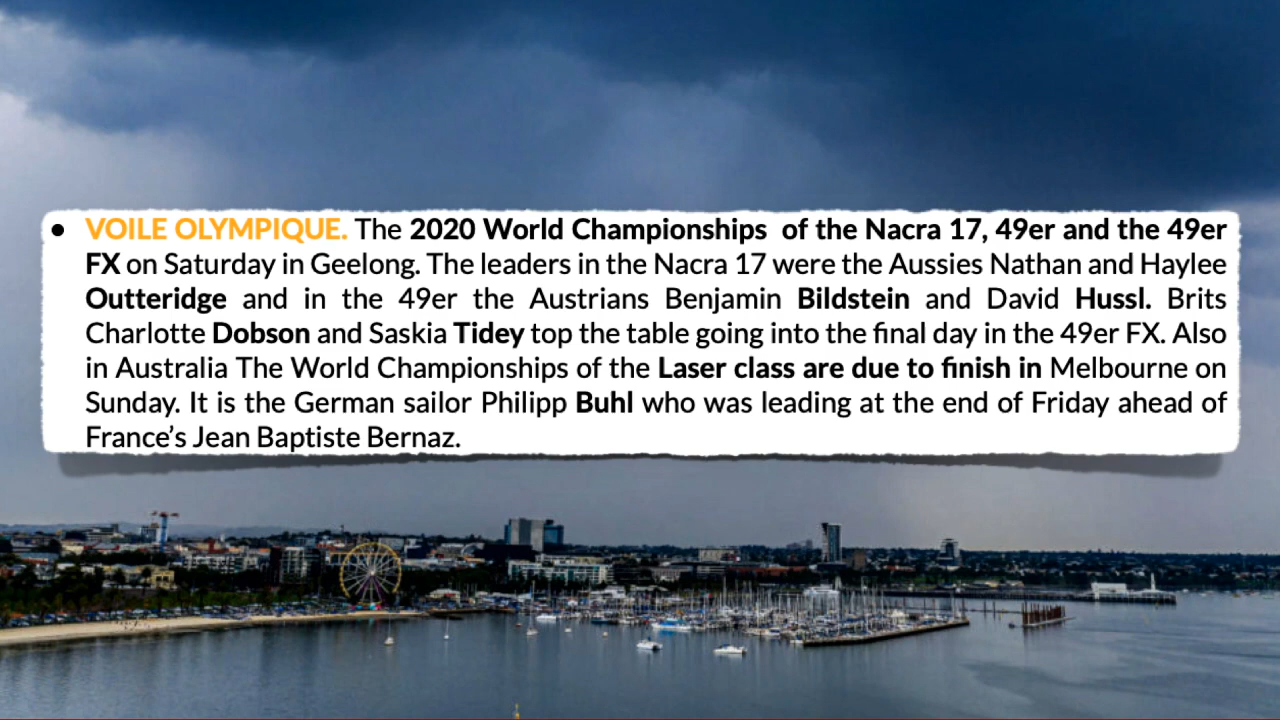 • VOILE OLYMPIQUE. The 2020 World Championships of the Nacra 17, 49er and the 49er
FX on Saturday in Geelong. The leaders in the Nacra 17 were the Aussies Nathan and Haylee
Outteridge and in the 49er the Austrians Benjamin Bildstein and David Hussl. Brits
Charlotte Dobson and Saskia Tidey top the table going into the final day in the 49er FX. Also
in Australia The World Championships of the Laser class are due to finish in Melbourne on
Sunday. It is the German sailor Philipp Buhl who was leading at the end of Friday ahead of
France’s Jean Baptiste Bernaz.